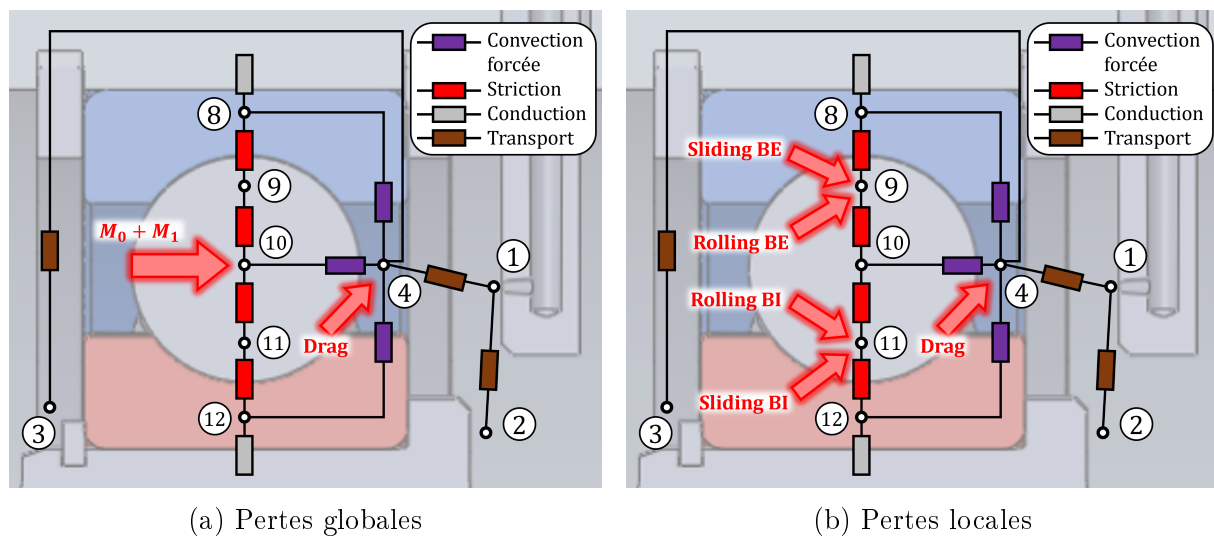 Convection
forcée
Striction
Conduction
Transport
8
9
M₀ + M₁
10
1
4
Drag
11
12
3
2
(a) Pertes globales
Convection
forcée
Striction
Conduction
Transport
8
Sliding BE
9
Rolling BE
10
1
Rolling BI
4
11
Drag
Sliding BI
12
3
2
(b) Pertes locales